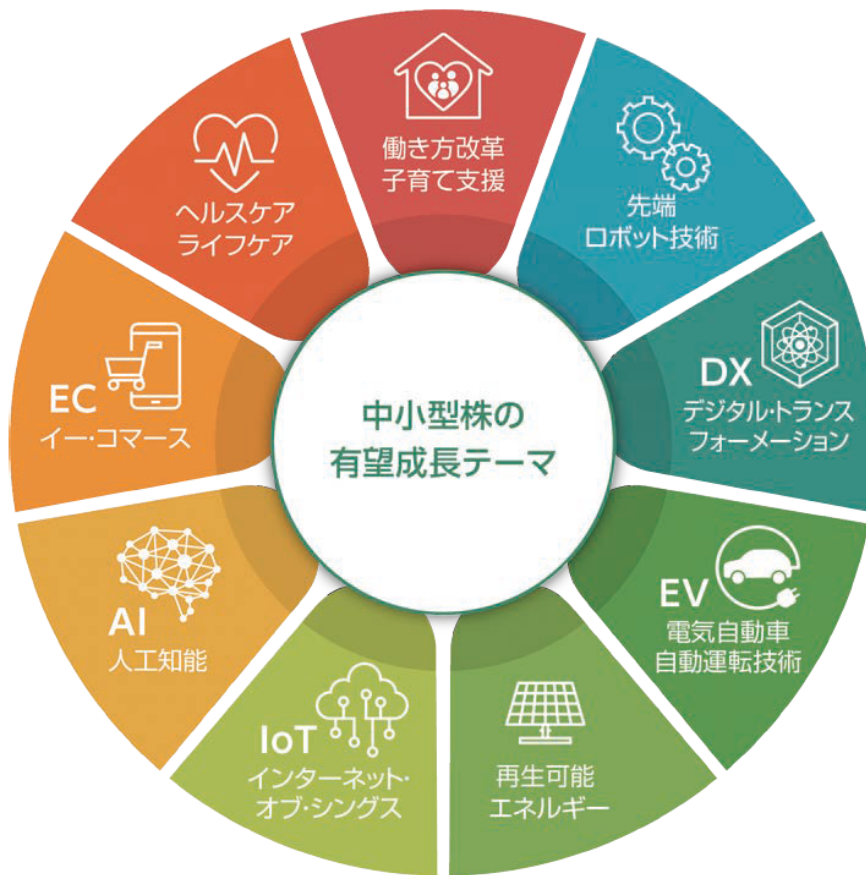 中小型株の
有望成長テーマ
働き方改革
子育て支援
先端
ロボット技術
DX
デジタル・トランス
フォーメーション
EV
電気自動車
自動運転技術
再生可能
エネルギー
IoT
インターネット・
オブ・シングス
AI
人工知能
EC
イー・コマース
ヘルスケア
ライフケア